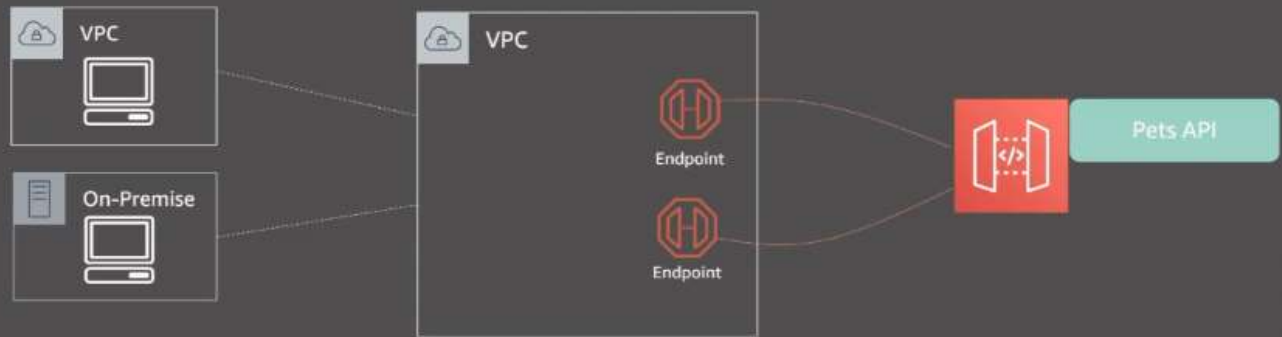 VPC
VPC
Endpoint
Pets API
</>
On-Premise
Endpoint